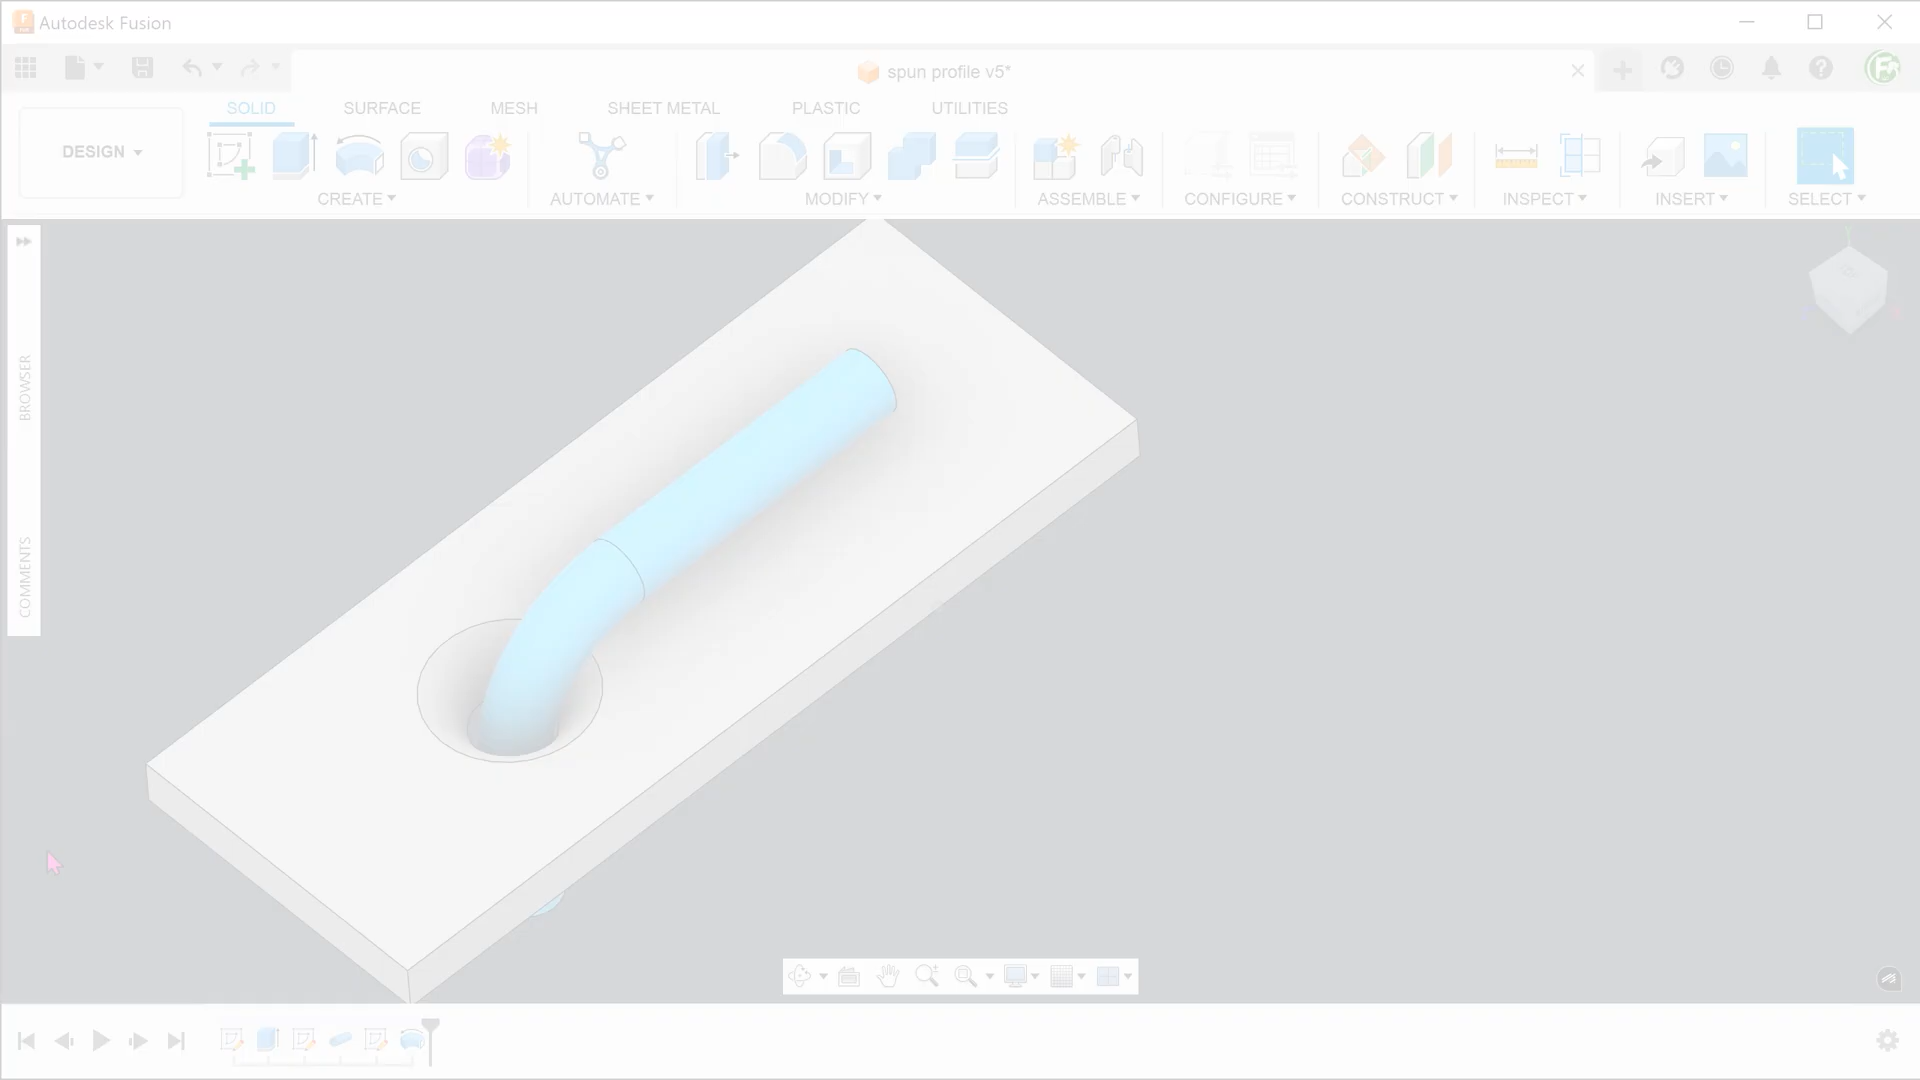 Autodesk Fusion
spun profile v5*
SOLID SURFACE MESH SHEET METAL PLASTIC UTILITIES
DESIGN
CREATE AUTOMATE MODIFY ASSEMBLE CONFIGURE CONSTRUCT INSPECT INSERT SELECT
BROWSER
COMMENTS